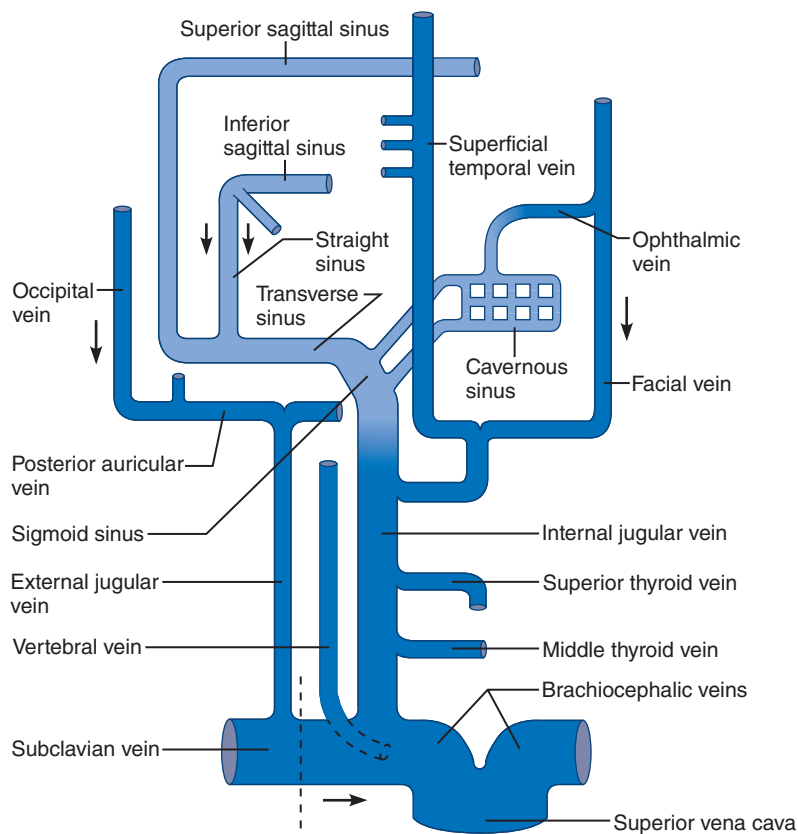 Superior sagittal sinus
Inferior
sagittal sinus
Superficial
temporal vein
Straight
sinus
Ophthalmic
vein
Occipital
vein
Transverse
sinus
Cavernous
sinus
Facial vein
Posterior auricular
vein
Sigmoid sinus
Internal jugular vein
External jugular
vein
Superior thyroid vein
Vertebral vein
Middle thyroid vein
Brachiocephalic veins
Subclavian vein
Superior vena cava